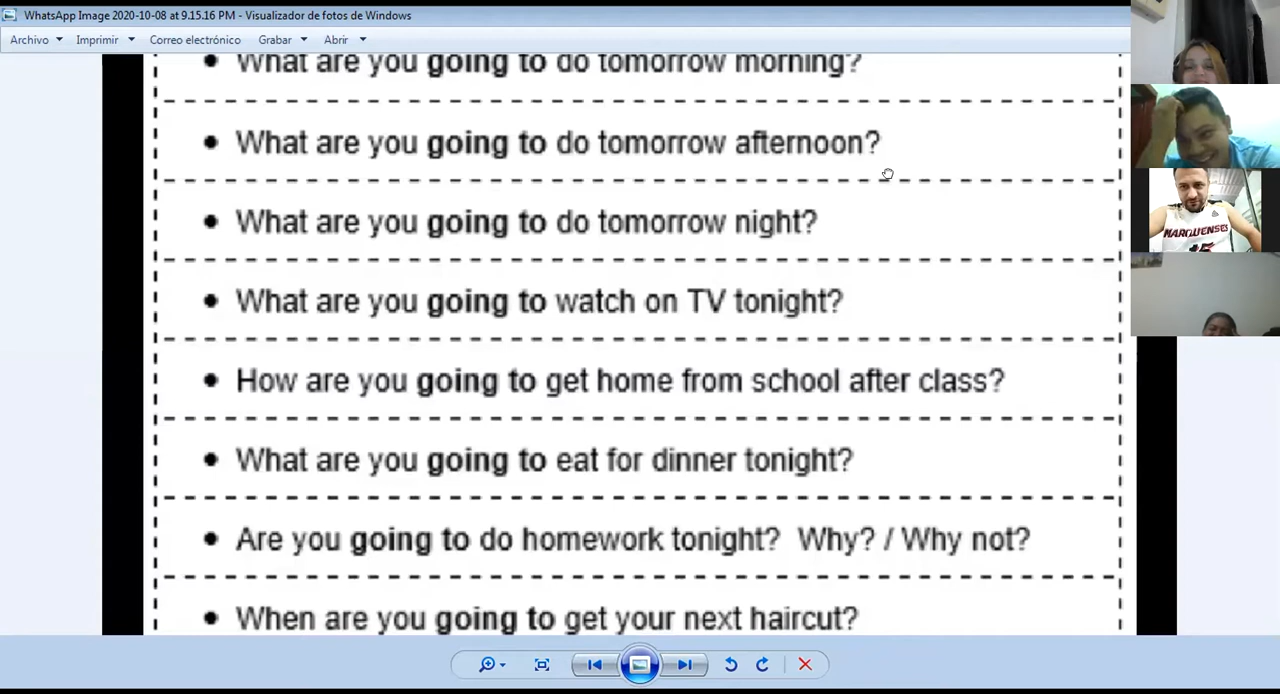 WhatsApp Image 2020-10-08 at 9.15.16 PM - Visualizador de fotos de Windows
Archivo Imprimir Correo electrónico Grabar Abrir
• What are you going to do tomorrow morning?
• What are you going to do tomorrow afternoon?
• What are you going to do tomorrow night?
• What are you going to watch on TV tonight?
• How are you going to get home from school after class?
• What are you going to eat for dinner tonight?
• Are you going to do homework tonight? Why? / Why not?
• When are you going to get your next haircut?
MARQUENSES